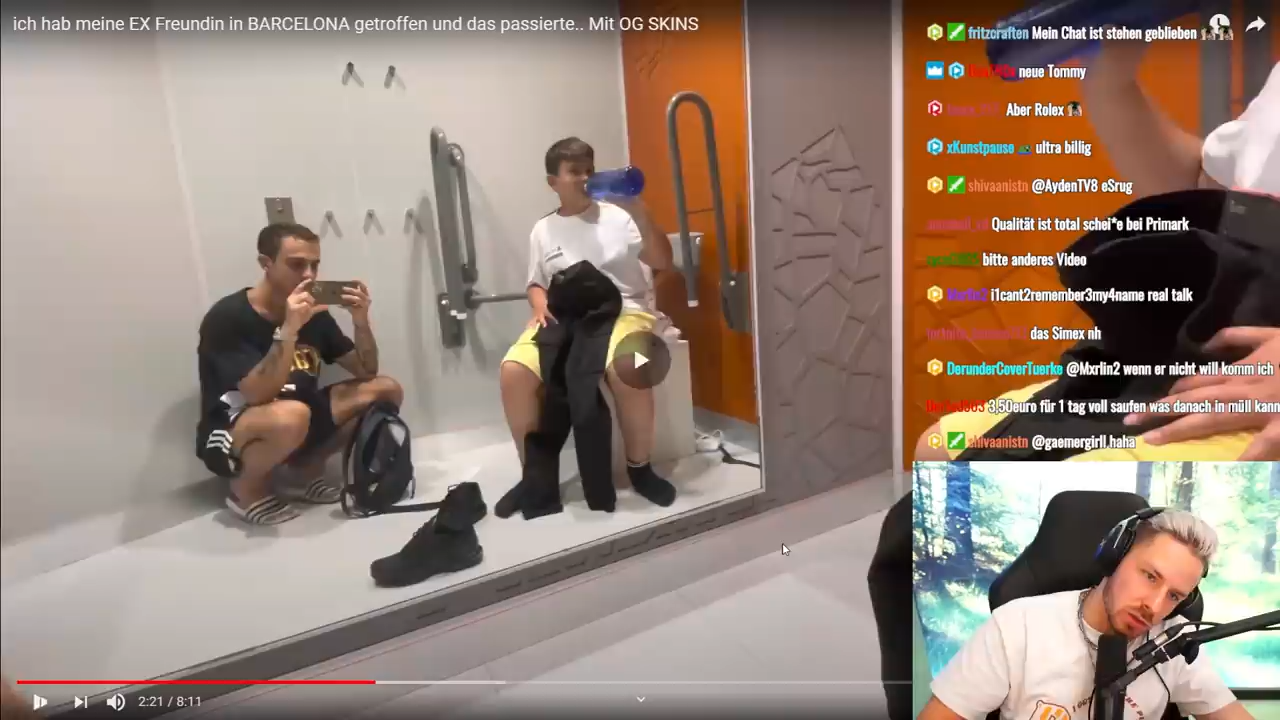 ich hab meine EX Freundin in BARCELONA getroffen und das passierte.. Mit OG SKINS
fritzcraften Mein Chat ist stehen geblieben
neue Tommy
Aber Rolex
xKunstpause ultra billig
shivaanistn @AydenTV8 eSrug
Qualität ist total schei*e bei Primark
bitte anderes Video
Mxrlin2 i1cant2remember3my4name real talk
das Simex nh
DerunderCoverTuerke @Mxrlin2 wenn er nicht will komm ich
3,50euro für 1 tag voll saufen was danach in müll kann
shivaanistn @gaemergirll haha
2:21 / 8:11